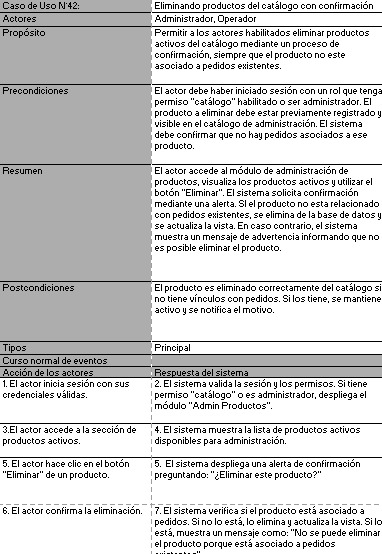 Caso de Uso N°42: Eliminando productos del catálogo con confirmación
Actores Administrador, Operador
Propósito Permitir a los actores habilitados eliminar productos
activos del catálogo mediante un proceso de
confirmación, siempre que el producto no este
asociado a pedidos existentes.
Precondiciones El actor debe haber iniciado sesión con un rol que tenga
permiso "catálogo" habilitado o ser administrador. El
producto a eliminar debe estar previamente registrado y
visible en el catálogo de administración. El sistema
debe confirmar que no hay pedidos asociados a ese
producto.
Resumen El actor accede al módulo de administración de
productos, visualiza los productos activos y utilizar el
botón "Eliminar". El sistema solicita confirmación
mediante una alerta. SI el producto no esta relacionado
con pedidos existentes, se elimina de la base de datos y
se actualiza la vista. En caso contrario, el sistema
muestra un mensaje de advertencia informando que no
es posible eliminar el producto.
Postcondiciones El producto es eliminado correctamente del catálogo si
no tiene vínculos con pedidos. Si los tiene, se mantiene
activo y se notifica el motivo.
Tipos Principal
Curso normal de eventos
Acción de los actores Respuesta del sistema
1. El actor inicia sesión con sus
credenciales válidas.
2. El sistema valida la sesión y los permisos. Si tiene
permiso "catálogo" o es administrador, despliega el
módulo "Admin Productos".
3.El actor accede a la sección de
productos activos.
4. El sistema muestra la lista de productos activos
disponibles para administración.
5. El actor hace clic en el botón
"Eliminar" de un producto.
5. El sistema despliega una alerta de confirmación
preguntando: "¿Eliminar este producto?"
6. El actor confirma la eliminación.
7. El sistema verifica si el producto está asociado a
pedidos. Si no lo está, lo elimina y actualiza la vista. Si lo
está, muestra un mensaje como: "No se puede eliminar
el producto porque está asociado a pedidos
existentes"